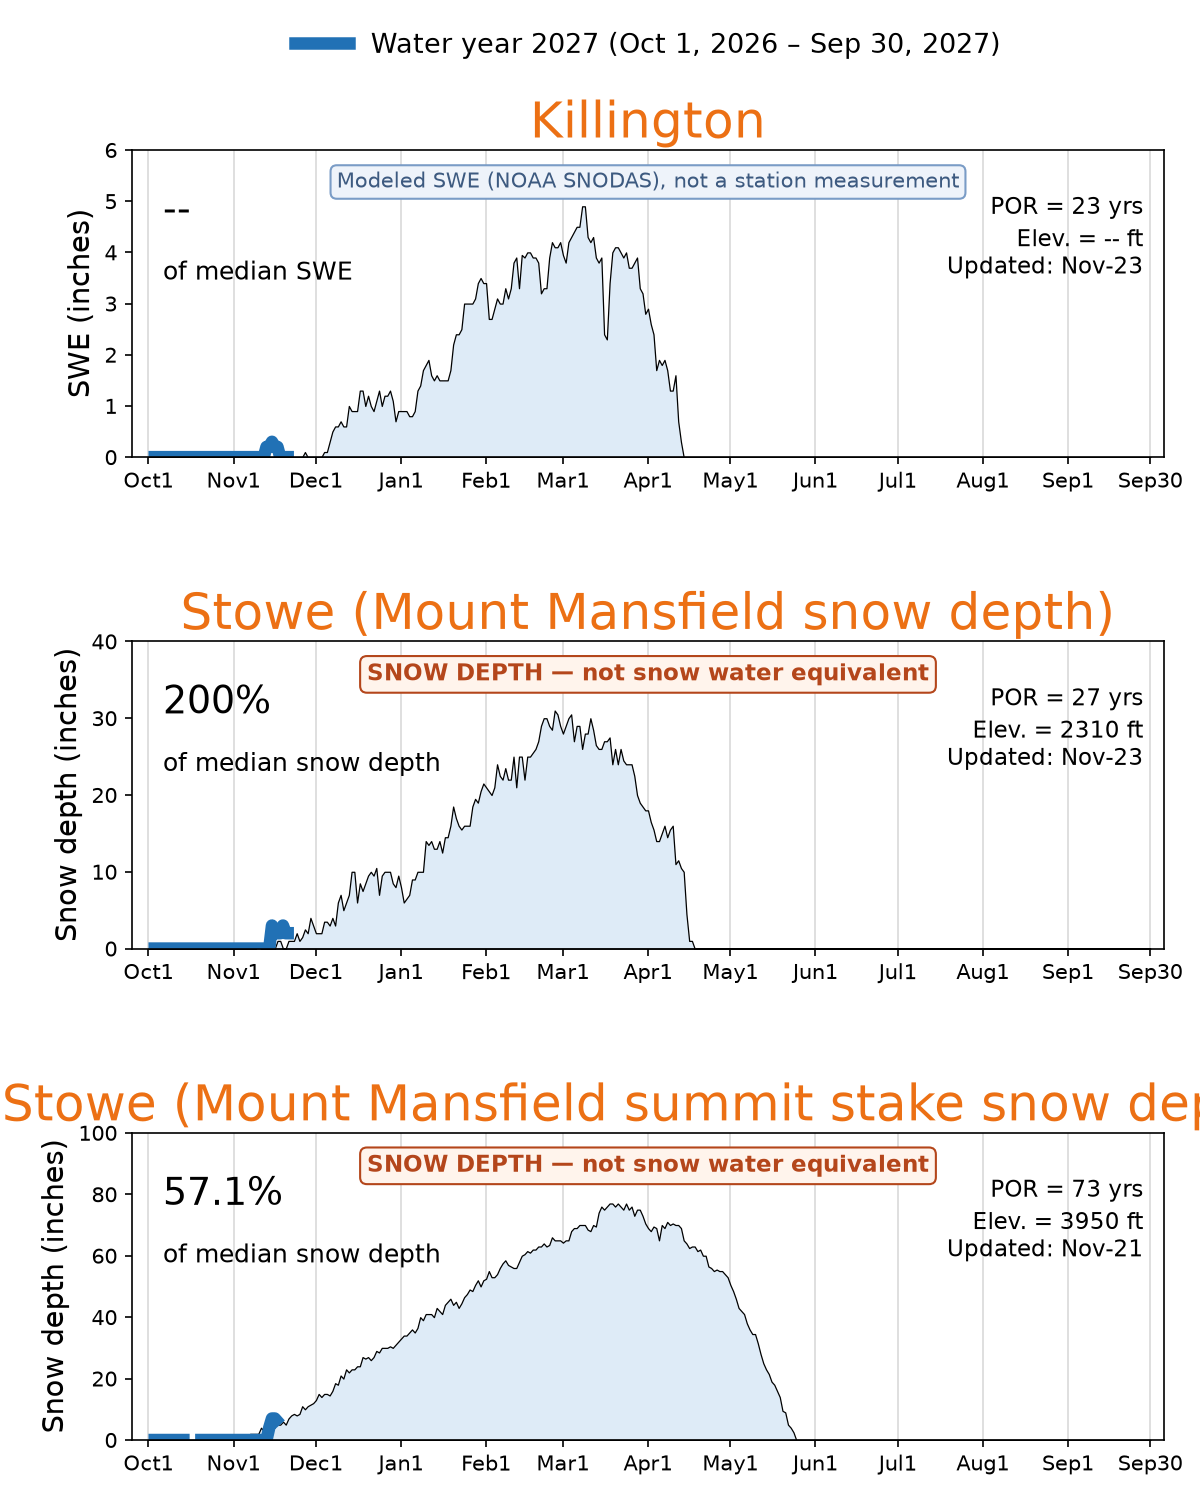 Water year 2027 (Oct 1, 2026 – Sep 30, 2027)
Killington
Modeled SWE (NOAA SNODAS), not a station measurement
--
of median SWE
POR = 23 yrs
Elev. = -- ft
Updated: Nov-23
SWE (inches)
6
5
4
3
2
1
0
Oct1 Nov1 Dec1 Jan1 Feb1 Mar1 Apr1 May1 Jun1 Jul1 Aug1 Sep1 Sep30
Stowe (Mount Mansfield snow depth)
SNOW DEPTH — not snow water equivalent
200%
of median snow depth
POR = 27 yrs
Elev. = 2310 ft
Updated: Nov-23
Snow depth (inches)
40
30
20
10
0
Oct1 Nov1 Dec1 Jan1 Feb1 Mar1 Apr1 May1 Jun1 Jul1 Aug1 Sep1 Sep30
Stowe (Mount Mansfield summit stake snow dep
SNOW DEPTH — not snow water equivalent
57.1%
of median snow depth
POR = 73 yrs
Elev. = 3950 ft
Updated: Nov-21
Snow depth (inches)
100
80
60
40
20
0
Oct1 Nov1 Dec1 Jan1 Feb1 Mar1 Apr1 May1 Jun1 Jul1 Aug1 Sep1 Sep30